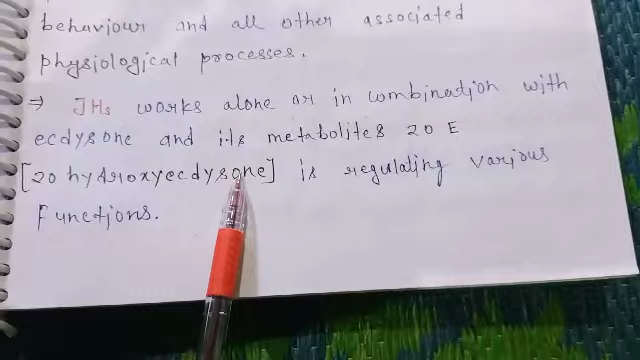 behaviour and all other associated
physiological processes.
⇒ JHs works alone or in combination with
ecdysone and its metabolites 20 E
[20 hydroxyecdysone] is regulating various
functions.